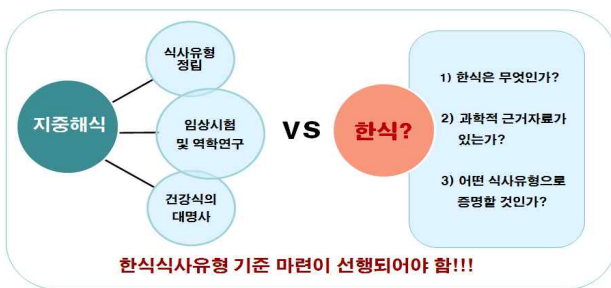 식사유형
정립
지중해식
임상시험
및 역학연구
건강식의
대명사
vs
한식?
1) 한식은 무엇인가?
2) 과학적 근거자료가
있는가?
3) 어떤 식사유형으로
증명할 것인가?
한식식사유형 기준 마련이 선행되어야 함!!!